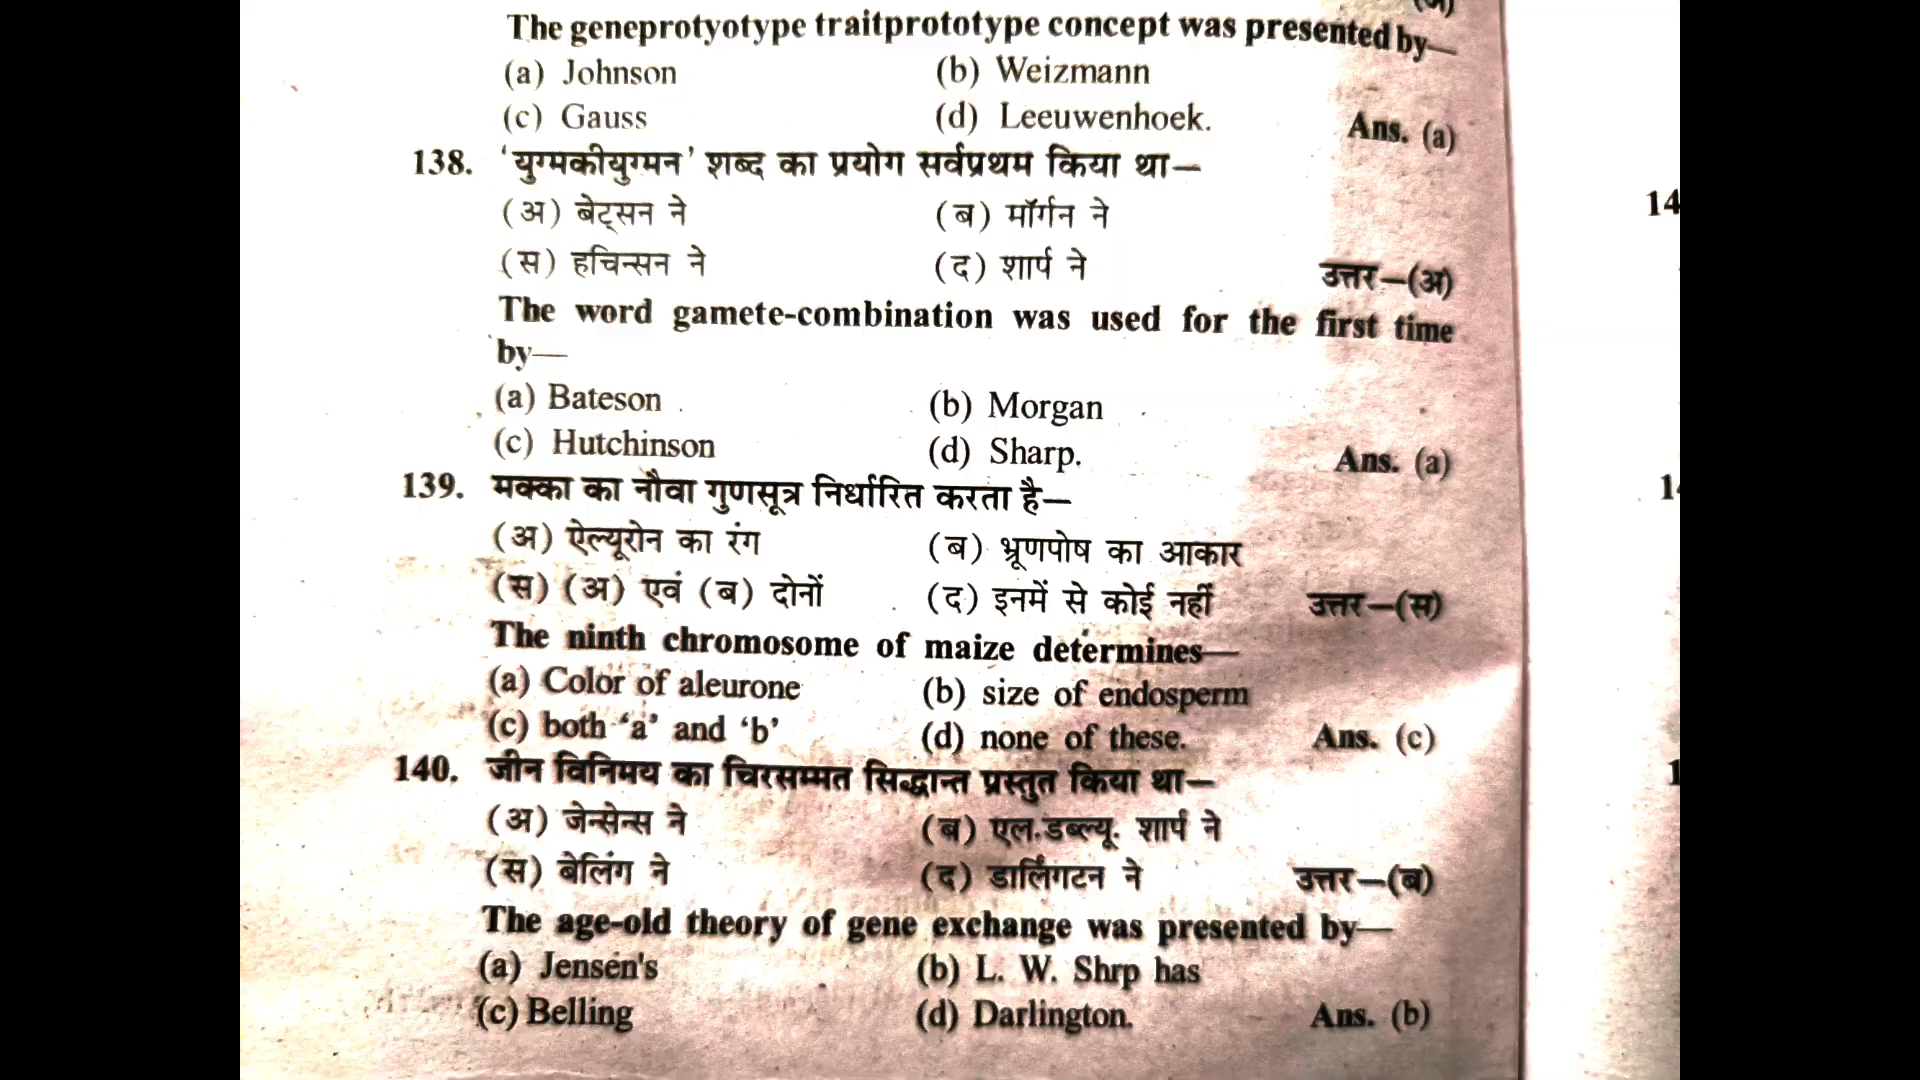 The geneprotyotype traitprototype concept was presented by—
(a) Johnson (b) Weizmann
(c) Gauss (d) Leeuwenhoek. Ans. (a)
138. ‘युग्मकीयुग्मन’ शब्द का प्रयोग सर्वप्रथम किया था—
(अ) बेट्सन ने (ब) मॉर्गन ने
(स) हचिन्सन ने (द) शार्प ने उत्तर–(अ)
The word gamete-combination was used for the first time
by—
(a) Bateson (b) Morgan
(c) Hutchinson (d) Sharp. Ans. (a)
139. मक्का का नौवा गुणसूत्र निर्धारित करता है—
(अ) ऐल्यूरोन का रंग (ब) भ्रूणपोष का आकार
(स) (अ) एवं (ब) दोनों (द) इनमें से कोई नहीं उत्तर–(स)
The ninth chromosome of maize determines—
(a) Color of aleurone (b) size of endosperm
(c) both ‘a’ and ‘b’ (d) none of these. Ans. (c)
140. जीन विनिमय का चिरसम्मत सिद्धान्त प्रस्तुत किया था—
(अ) जेन्सेन्स ने (ब) एल.डब्ल्यू. शार्प ने
(स) बेलिंग ने (द) डार्लिंगटन ने उत्तर–(ब)
The age-old theory of gene exchange was presented by—
(a) Jensen's (b) L. W. Shrp has
(c) Belling (d) Darlington. Ans. (b)
14